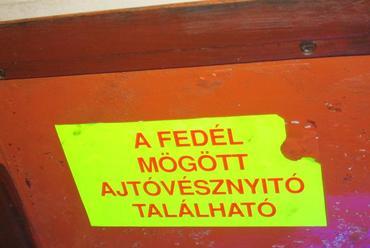 A FEDÉL
MÖGÖTT
AJTÓVÉSZNYITÓ
TALÁLHATÓ